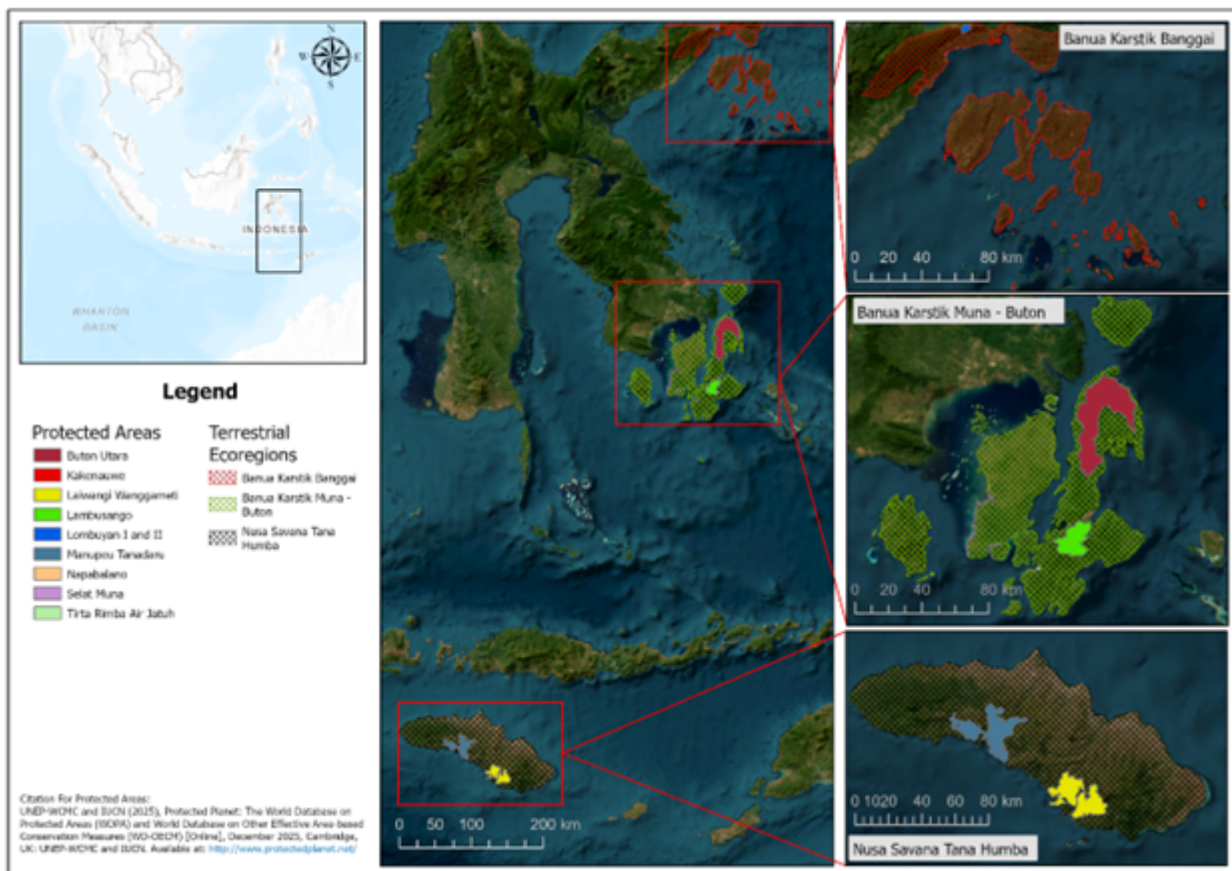 N
W
E
S
INDONESIA
WHARTON
BASIN
Legend
Protected Areas
Buton Utara
Kakenauwe
Laiwangi Wanggameti
Lambusango
Lombuyan I and II
Manupeu Tanadaru
Napabalano
Selat Muna
Tirta Rimba Air Jatuh
Terrestrial
Ecoregions
Banua Karstik Banggai
Banua Karstik Muna -
Buton
Nusa Savana Tana
Humba
Citation For Protected Areas:
UNEP-WCMC and IUCN (2025), Protected Planet: The World Database on
Protected Areas (WDPA) and World Database on Other Effective Area-based
Conservation Measures (WD-OECM) [Online], December 2025, Cambridge,
UK: UNEP-WCMC and IUCN. Available at: http://www.protectedplanet.net/
0 50 100 200 km
Banua Karstik Banggai
0 20 40 80 km
Banua Karstik Muna - Buton
0 20 40 80 km
0 1020 40 60 80 km
Nusa Savana Tana Humba